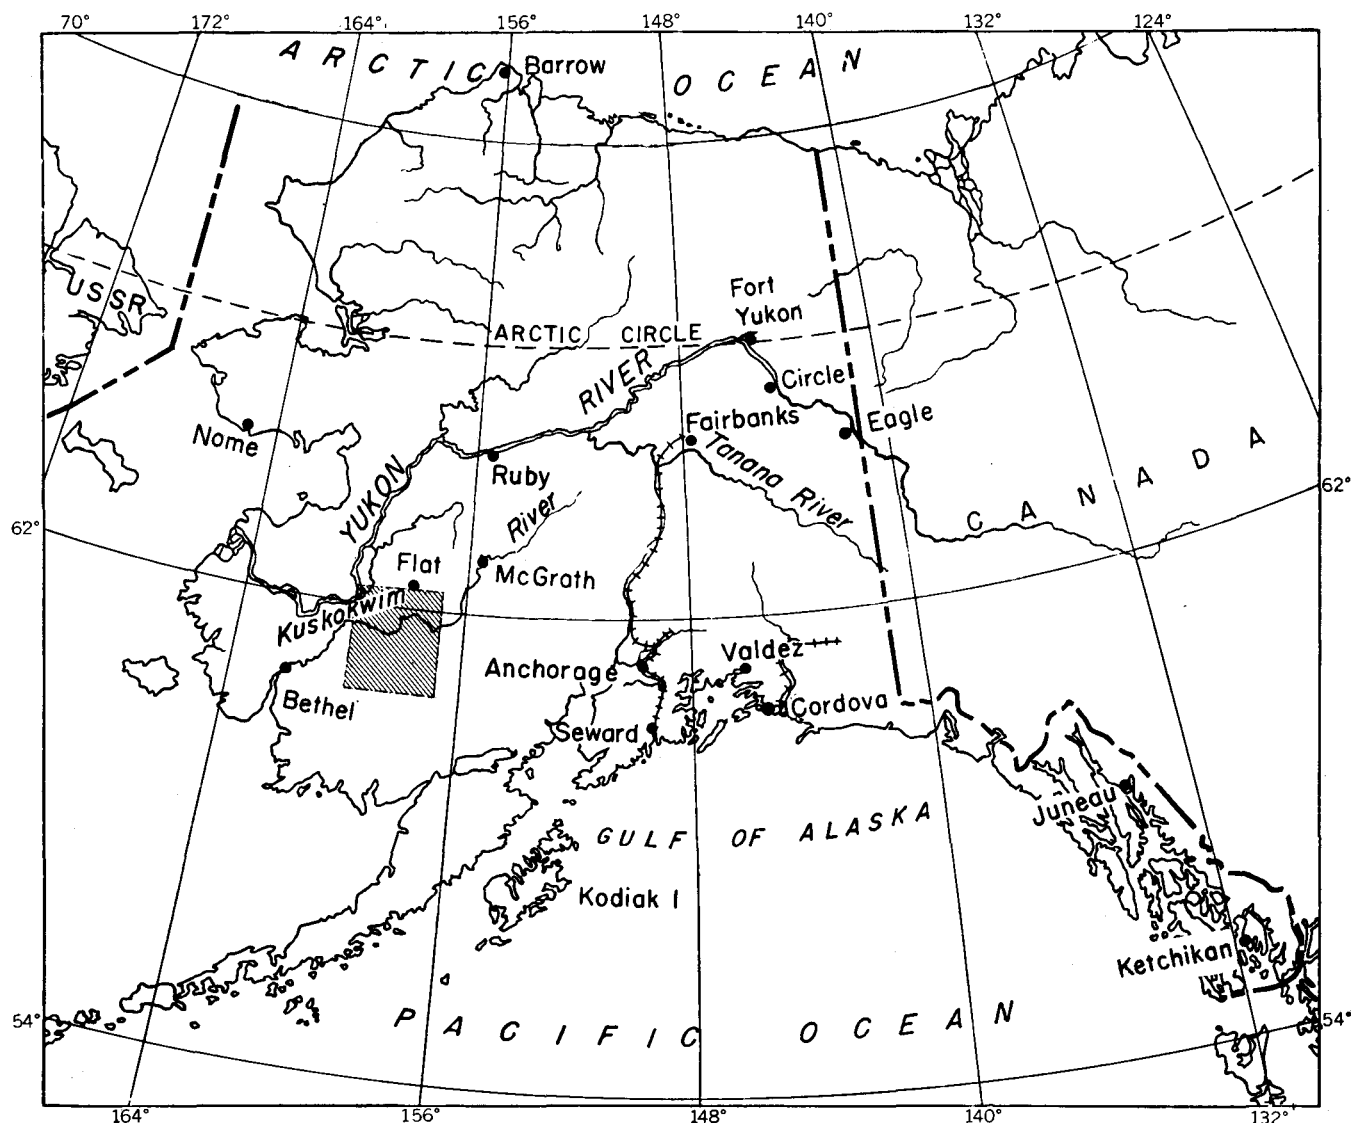 70° 172° 164° 156° 148° 140° 132° 124°
ARCTIC OCEAN
Barrow
USSR
Fort
Yukon
ARCTIC CIRCLE
RIVER
Circle
Fairbanks
Eagle
Nome
Tanana River
CANADA
Ruby
YUKON
River
62°
62°
Flat
McGrath
Kuskokwim
Valdez
Anchorage
Bethel
Cordova
Seward
Juneau
GULF OF ALASKA
Kodiak I
Ketchikan
54°
54°
PACIFIC OCEAN
164° 156° 148° 140° 132°